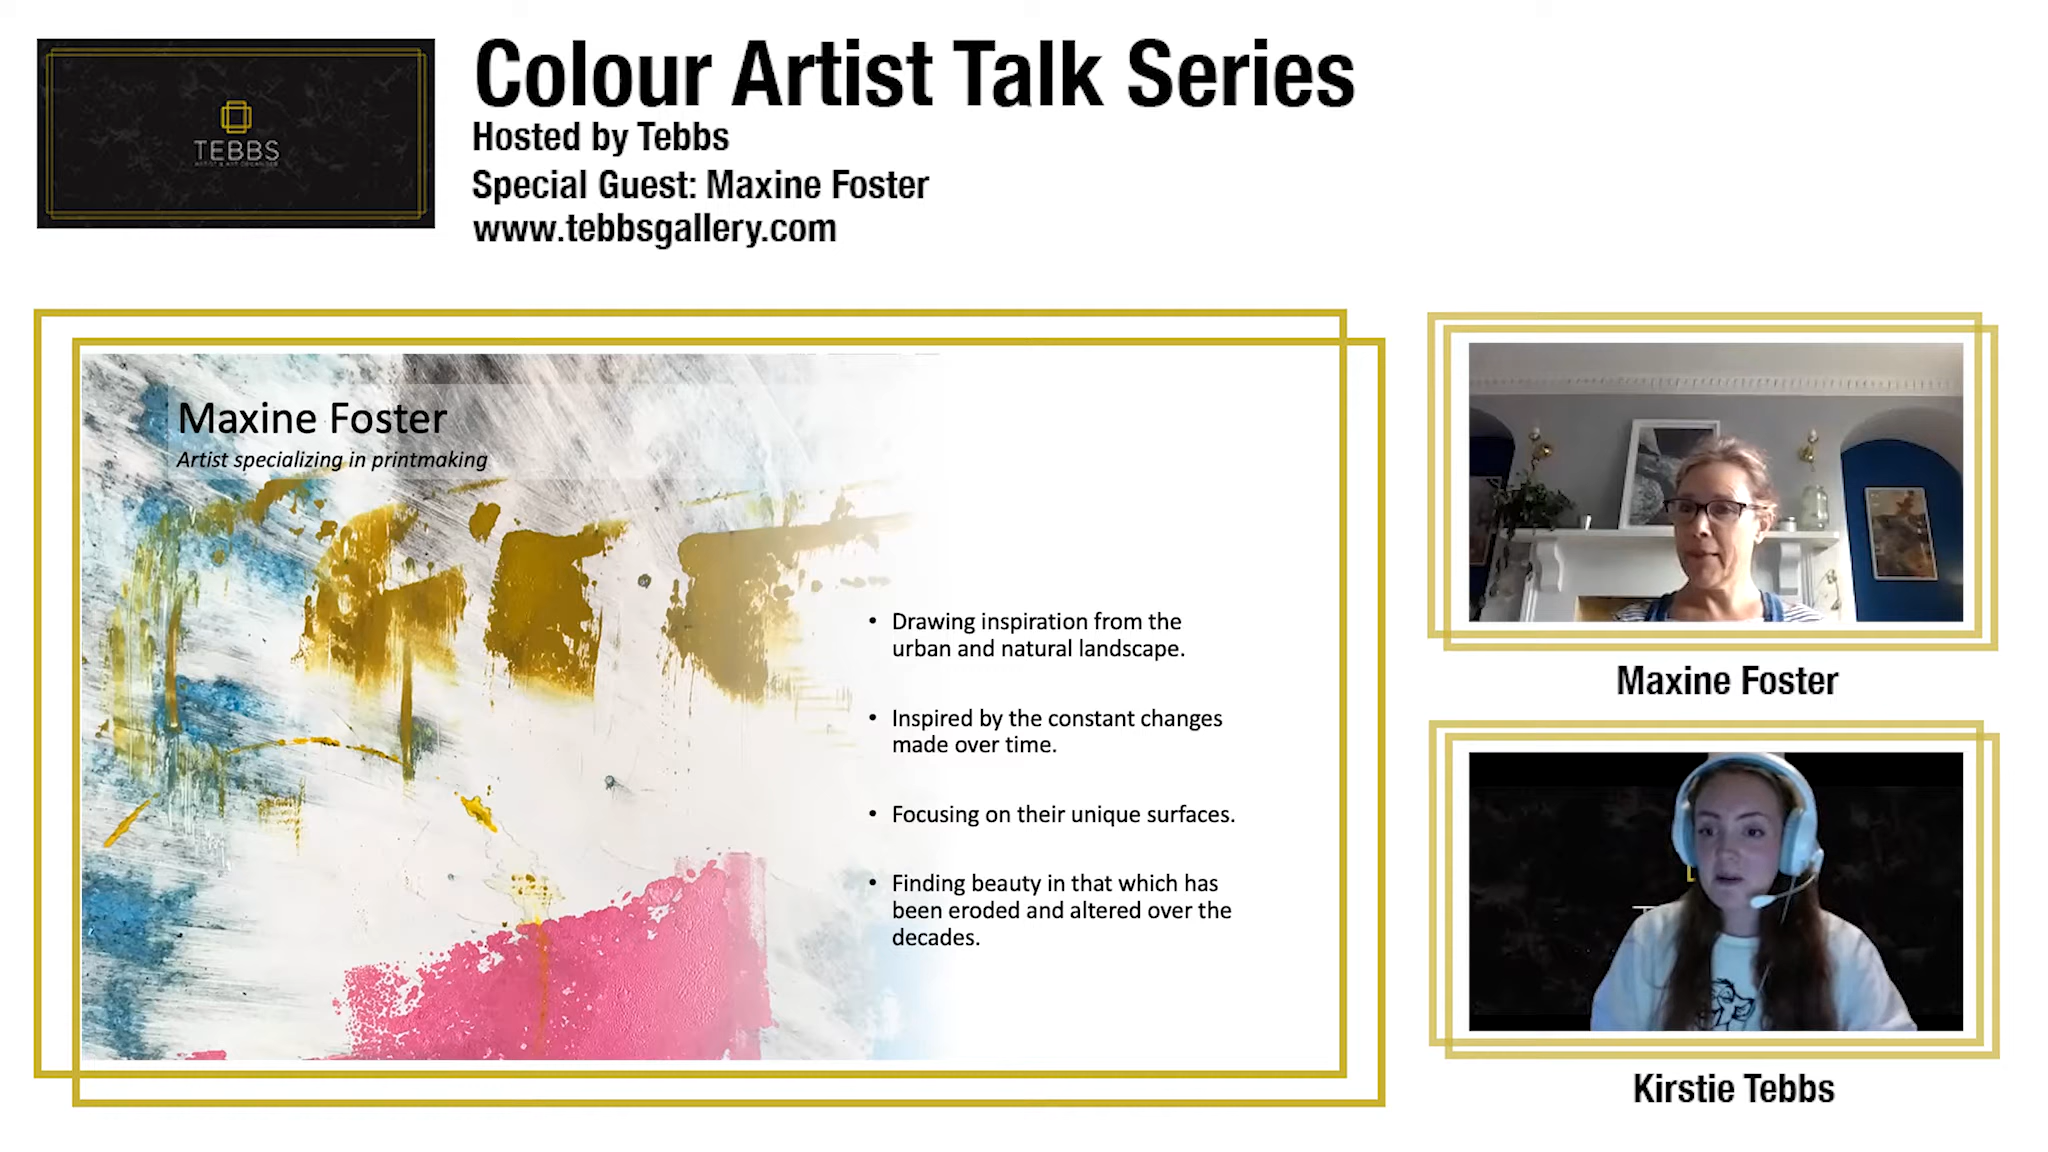 TEBBS
ARTIST & ART ORGANISER
Colour Artist Talk Series
Hosted by Tebbs
Special Guest: Maxine Foster
www.tebbsgallery.com
Maxine Foster
Artist specializing in printmaking
• Drawing inspiration from the
urban and natural landscape.
• Inspired by the constant changes
made over time.
• Focusing on their unique surfaces.
• Finding beauty in that which has
been eroded and altered over the
decades.
Maxine Foster
Kirstie Tebbs